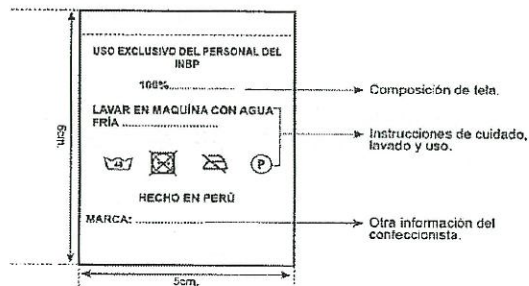 USO EXCLUSIVO DEL PERSONAL DEL
INBP
100%....................
Composición de tela.
LAVAR EN MAQUÍNA CON AGUA
FRÍA ........................
Instrucciones de cuidado,
lavado y uso.
P
HECHO EN PERÚ
MARCA: ......................
Otra información del
confeccionista.
6cm.
5cm.